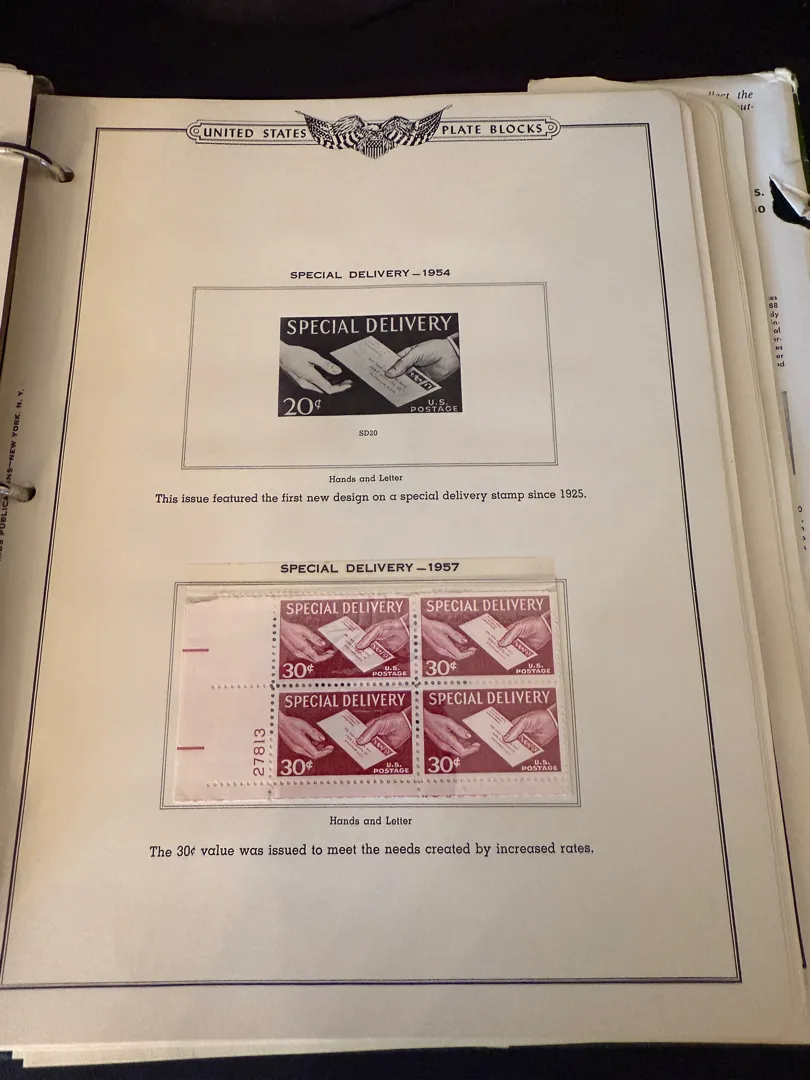 UNITED STATES PLATE BLOCKS
SPECIAL DELIVERY—1954
SPECIAL DELIVERY
20¢
U.S.
POSTAGE
SD20
Hands and Letter
This issue featured the first new design on a special delivery stamp since 1925.
SPECIAL DELIVERY—1957
SPECIAL DELIVERY
30¢
U.S.
POSTAGE
SPECIAL DELIVERY
30¢
U.S.
POSTAGE
SPECIAL DELIVERY
30¢
U.S.
POSTAGE
SPECIAL DELIVERY
30¢
U.S.
POSTAGE
27813
Hands and Letter
The 30¢ value was issued to meet the needs created by increased rates.
NEW YORK, N. Y.
the